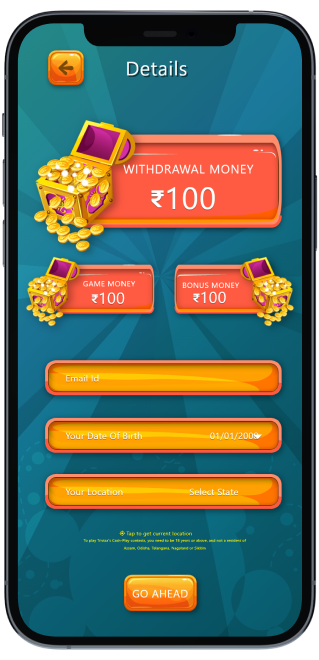 Details
WITHDRAWAL MONEY
₹100
GAME MONEY
₹100
BONUS MONEY
₹100
Email Id
Your Date Of Birth 01/01/2000
Your Location Select State
Tap to get current location
To play Cash-Play contests, you need to be 18 years or above, and not a resident of
Assam, Odisha, Telangana, Nagaland or Sikkim
GO AHEAD